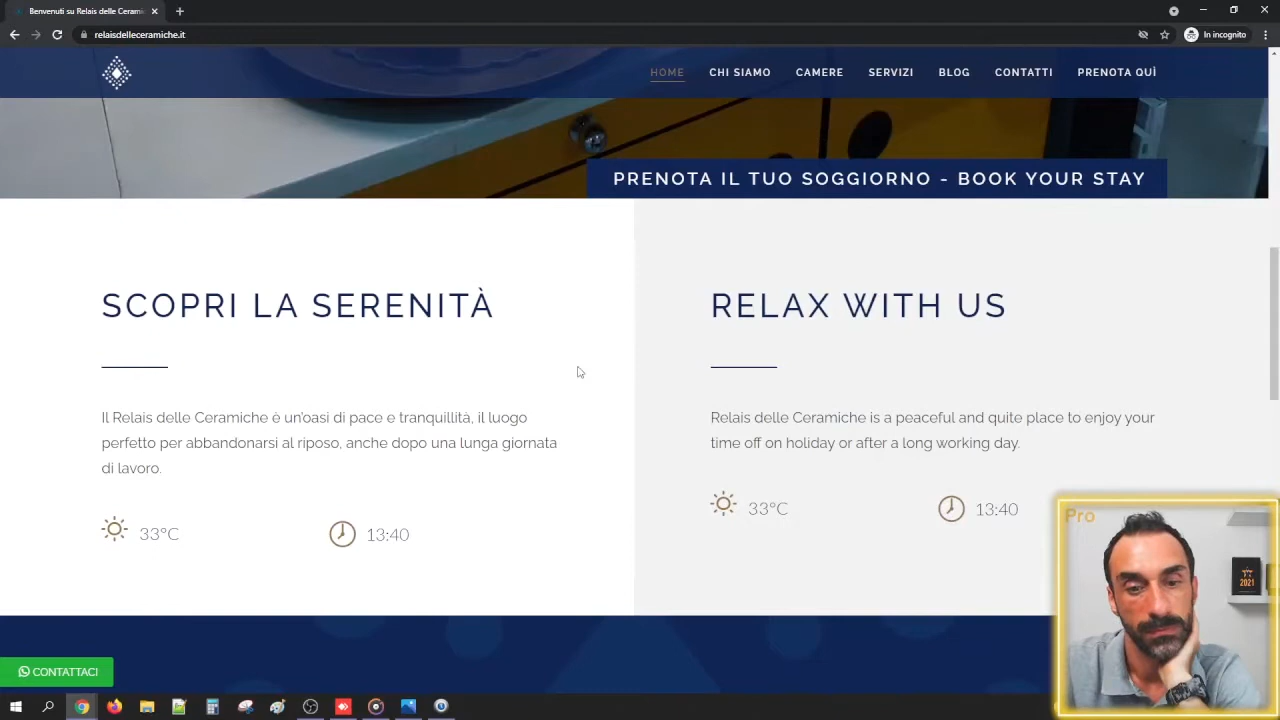 Benvenuti su Relais delle Ceramic
relaisdelleceramiche.it
In incognito
HOME
CHI SIAMO
CAMERE
SERVIZI
BLOG
CONTATTI
PRENOTA QUÌ
PRENOTA IL TUO SOGGIORNO - BOOK YOUR STAY
SCOPRI LA SERENITÀ
Il Relais delle Ceramiche è un'oasi di pace e tranquillità, il luogo
perfetto per abbandonarsi al riposo, anche dopo una lunga giornata
di lavoro.
33°C
13:40
RELAX WITH US
Relais delle Ceramiche is a peaceful and quite place to enjoy your
time off on holiday or after a long working day.
33°C
13:40
Pro
2021
CONTATTACI